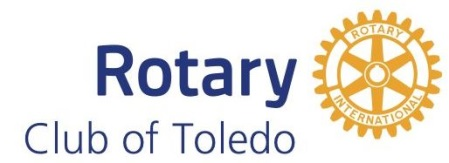 Rotary
Club of Toledo
ROTARY
INTERNATIONAL